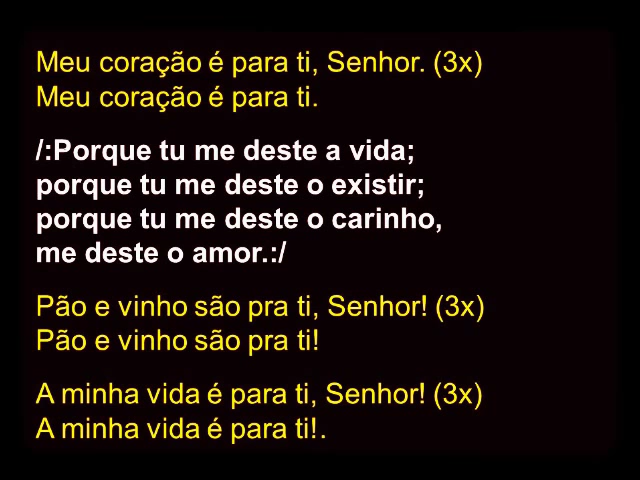 Meu coração é para ti, Senhor. (3x)
Meu coração é para ti.
/:Porque tu me deste a vida;
porque tu me deste o existir;
porque tu me deste o carinho,
me deste o amor.:/
Pão e vinho são pra ti, Senhor! (3x)
Pão e vinho são pra ti!
A minha vida é para ti, Senhor! (3x)
A minha vida é para ti!.